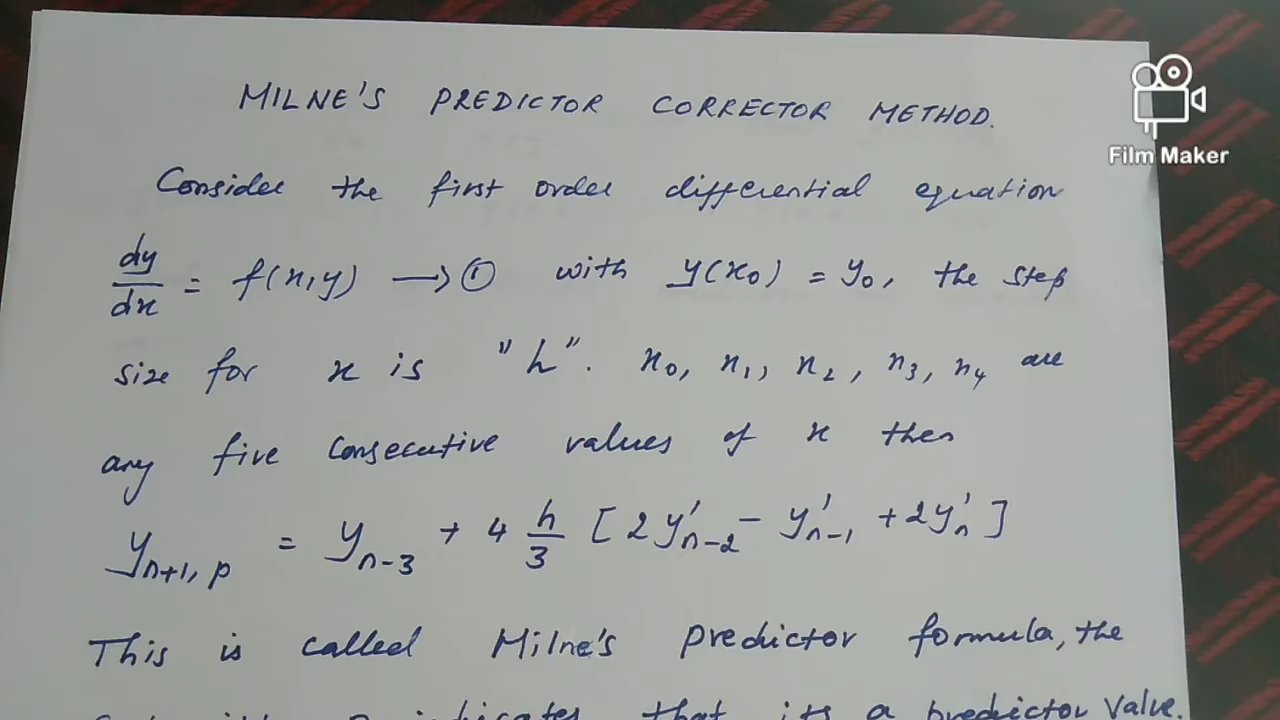 MILNE'S PREDICTOR CORRECTOR METHOD.
Film Maker
Consider the first order differential equation
dy/dx = f(x,y) → ① with y(x₀) = y₀, the step
size for x is "h". x₀, x₁, x₂, x₃, x₄ are
any five consecutive values of x then
yₙ₊₁,ₚ = yₙ₋₃ + 4 h/3 [2y'ₙ₋₂ - y'ₙ₋₁ + 2y'ₙ]
This is called Milne's predictor formula, the
indicates that its a predictor value.